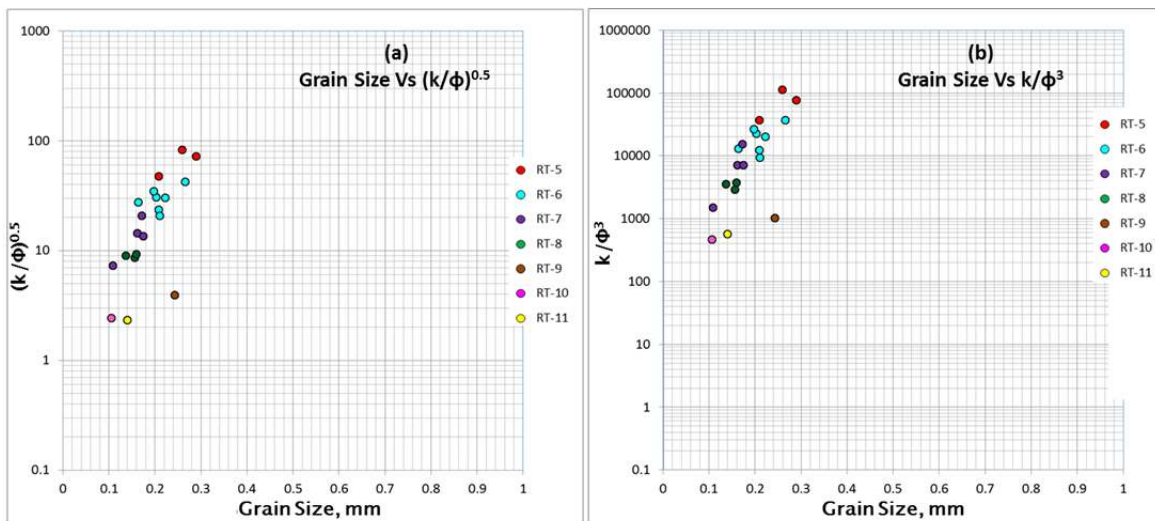 (a)
Grain Size Vs (k/Φ)^0.5
1000
100
10
1
0.1
0 0.1 0.2 0.3 0.4 0.5 0.6 0.7 0.8 0.9 1
(k/Φ)^0.5
Grain Size, mm
RT-5
RT-6
RT-7
RT-8
RT-9
RT-10
RT-11
(b)
Grain Size Vs k/Φ^3
1000000
100000
10000
1000
100
10
1
0.1
0 0.1 0.2 0.3 0.4 0.5 0.6 0.7 0.8 0.9 1
k/Φ^3
Grain Size, mm
RT-5
RT-6
RT-7
RT-8
RT-9
RT-10
RT-11